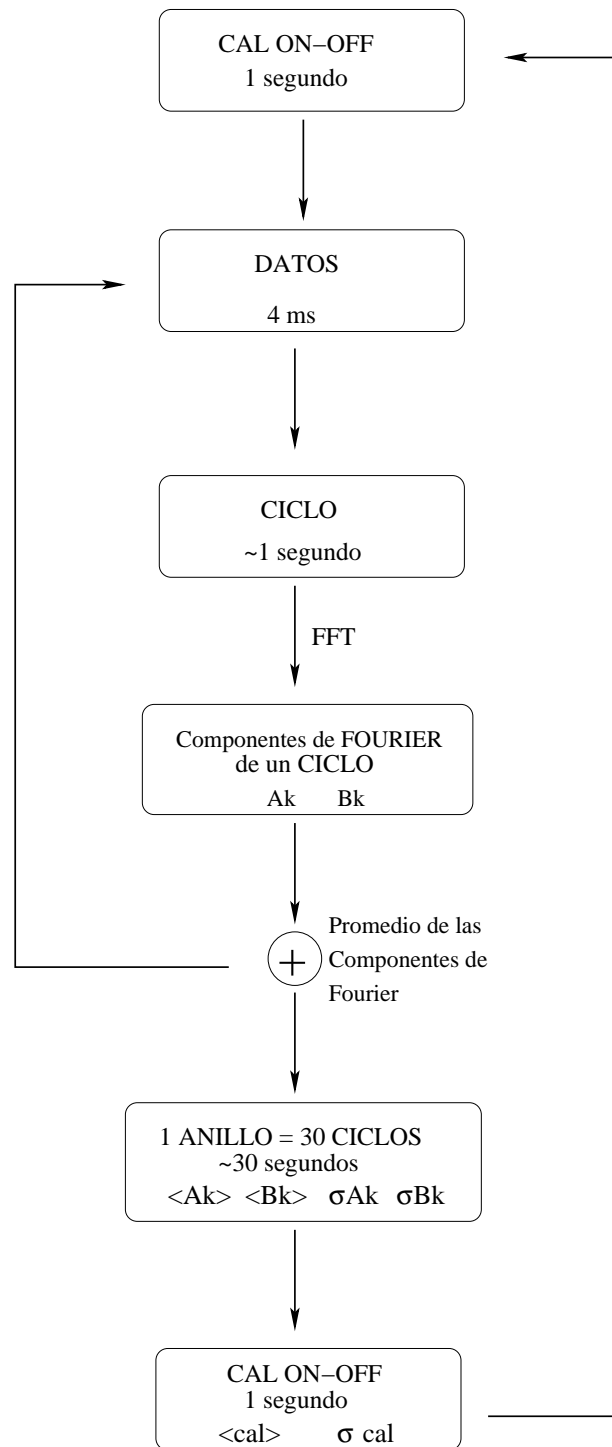 CAL ON−OFF
1 segundo
DATOS
4 ms
CICLO
~1 segundo
FFT
Componentes de FOURIER
de un CICLO
Ak Bk
+
Promedio de las
Componentes de
Fourier
1 ANILLO = 30 CICLOS
~30 segundos
<Ak> <Bk> σAk σBk
CAL ON−OFF
1 segundo
<cal> σ cal